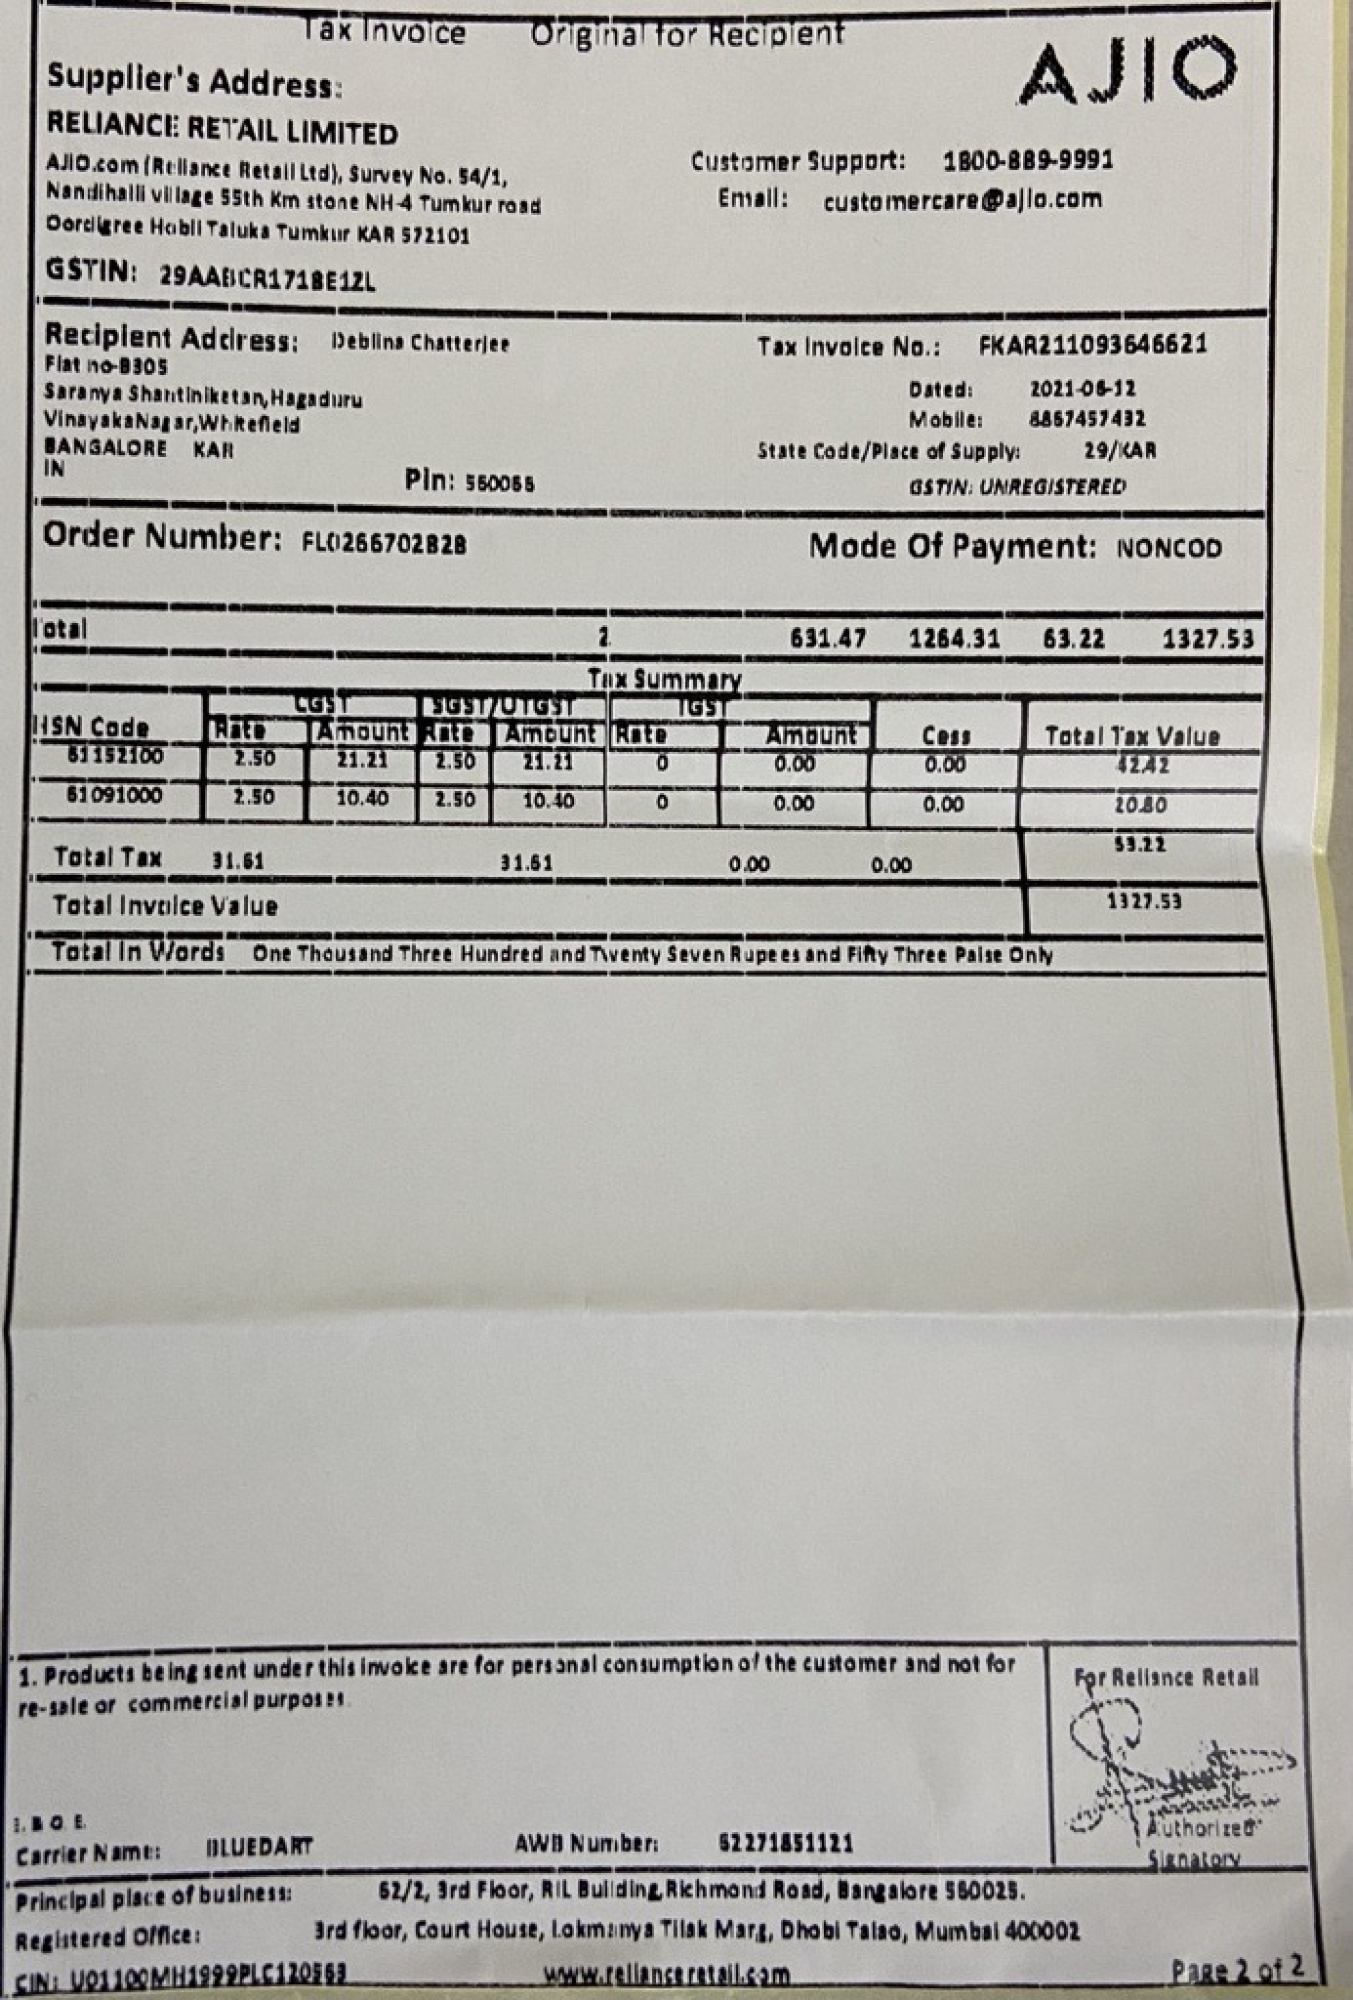 Tax Invoice Original for Recipient
AJIO
Supplier's Address:
RELIANCE RETAIL LIMITED
AJIO.com (Reliance Retail Ltd), Survey No. 54/1,
Nandihalli village 55th Km stone NH-4 Tumkur road
Oordigree Hobli Taluka Tumkur KAR 572101
Customer Support: 1800-889-9991
Email: customercare@ajio.com
GSTIN: 29AABCR1718E1ZL
Recipient Address: Deblina Chatterjee
Flat no-B305
Saranya Shantiniketan,Hagaduru
VinayakaNagar,Whitefield
BANGALORE KAR
IN
Pin: 560066
Tax Invoice No.: FKAR211093646621
Dated: 2021-06-12
Mobile: 8867457432
State Code/Place of Supply: 29/KAR
GSTIN: UNREGISTERED
Order Number: FL0266702828 Mode Of Payment: NONCOD
Total 2 631.47 1264.31 63.22 1327.53
Tax Summary
CGST SGST/UTGST IGST
HSN Code Rate Amount Rate Amount Rate Amount Cess Total Tax Value
61152100 2.50 21.21 2.50 21.21 0 0.00 0.00 42.42
61091000 2.50 10.40 2.50 10.40 0 0.00 0.00 20.80
Total Tax 31.61 31.61 0.00 0.00 63.22
Total Invoice Value 1327.53
Total In Words One Thousand Three Hundred and Twenty Seven Rupees and Fifty Three Paise Only
1. Products being sent under this invoice are for personal consumption of the customer and not for
re-sale or commercial purposes.
For Reliance Retail
Authorized
Signatory
E. & O. E.
Carrier Name: BLUEDART AWB Number: 62271851121
Principal place of business: 62/2, 3rd Floor, RIL Building,Richmond Road, Bangalore 560025.
Registered Office: 3rd floor, Court House, Lokmanya Tilak Marg, Dhobi Talao, Mumbai 400002
CIN: U01100MH1999PLC120563 www.relianceretail.com Page 2 of 2